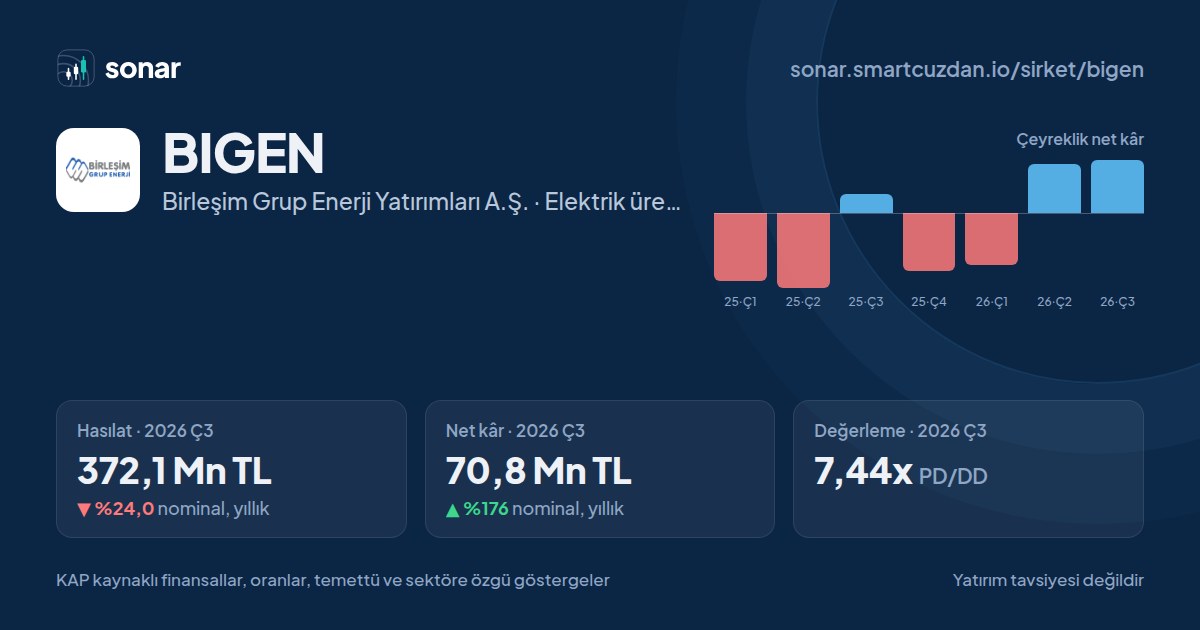 sonar
sonar.smartcuzdan.io/sirket/bigen
BİRLEŞİM
GRUP ENERJİ
BIGEN
Birleşim Grup Enerji Yatırımları A.Ş. · Elektrik üre…
Çeyreklik net kâr
25·Ç1 25·Ç2 25·Ç3 25·Ç4 26·Ç1 26·Ç2 26·Ç3
Hasılat · 2026 Ç3
372,1 Mn TL
▼ %24,0 nominal, yıllık
Net kâr · 2026 Ç3
70,8 Mn TL
▲ %176 nominal, yıllık
Değerleme · 2026 Ç3
7,44x PD/DD
KAP kaynaklı finansallar, oranlar, temettü ve sektöre özgü göstergeler
Yatırım tavsiyesi değildir